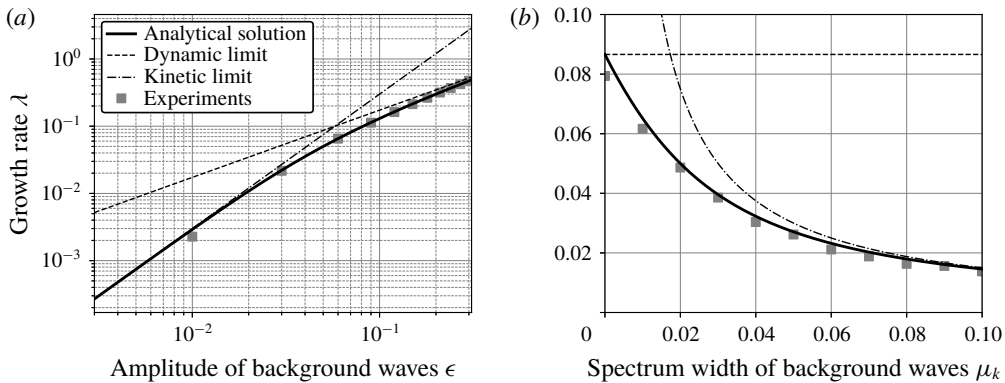 (a)
Analytical solution
Dynamic limit
Kinetic limit
Experiments
Growth rate λ
10⁰
10⁻¹
10⁻²
10⁻³
10⁻²
10⁻¹
Amplitude of background waves ϵ
(b)
0.10
0.08
0.06
0.04
0.02
0
0.02
0.04
0.06
0.08
0.10
Spectrum width of background waves μₖ